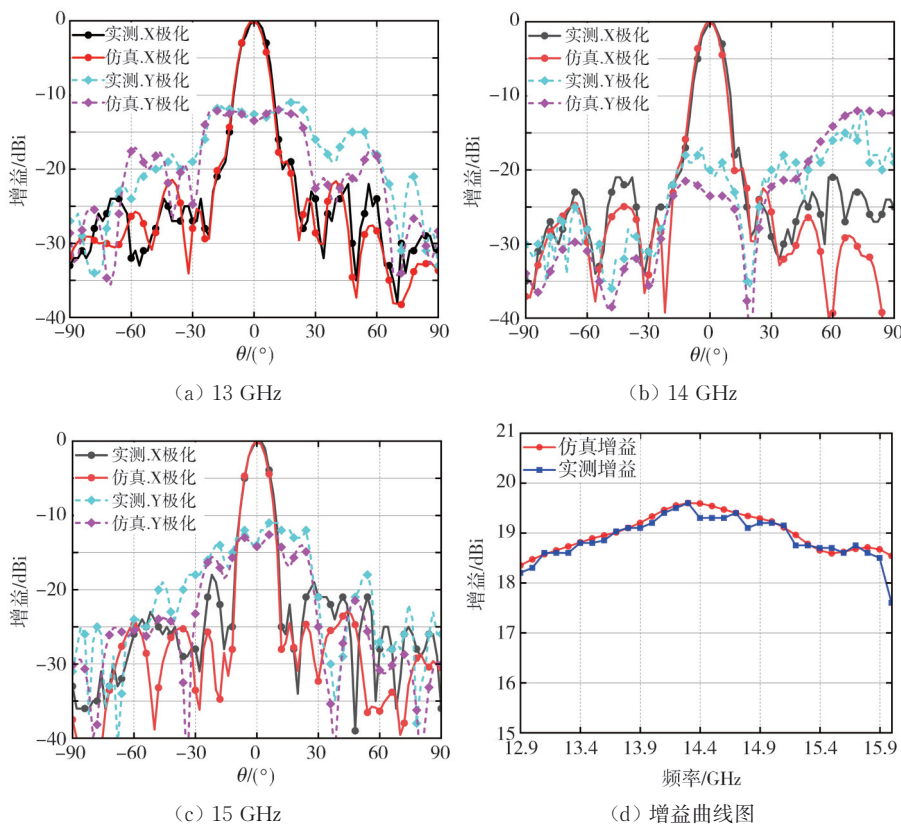 0
-10
-20
-30
-40
-90
-60
-30
0
30
60
90
增益/dBi
θ/(°)
实测.X极化
仿真.X极化
实测.Y极化
仿真.Y极化
(a) 13 GHz
0
-10
-20
-30
-40
-90
-60
-30
0
30
60
90
增益/dBi
θ/(°)
实测.X极化
仿真.X极化
实测.Y极化
仿真.Y极化
(b) 14 GHz
0
-10
-20
-30
-40
-90
-60
-30
0
30
60
90
增益/dBi
θ/(°)
实测.X极化
仿真.X极化
实测.Y极化
仿真.Y极化
(c) 15 GHz
21
20
19
18
17
16
15
12.9
13.4
13.9
14.4
14.9
15.4
15.9
增益/dBi
频率/GHz
仿真增益
实测增益
(d) 增益曲线图